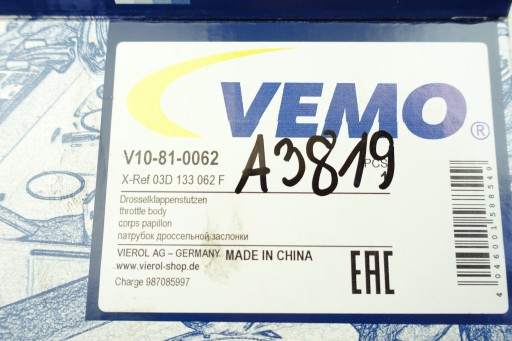 VEMO®
V10-81-0062
PCS
X-Ref 03D 133 062 F
A3819
1
Drosselklappenstutzen
throttle body
corps papillon
патрубок дроссельной заслонки
VIEROL AG – GERMANY MADE IN CHINA
www.vierol-shop.de
Charge 987085997
EAC
4046001588549